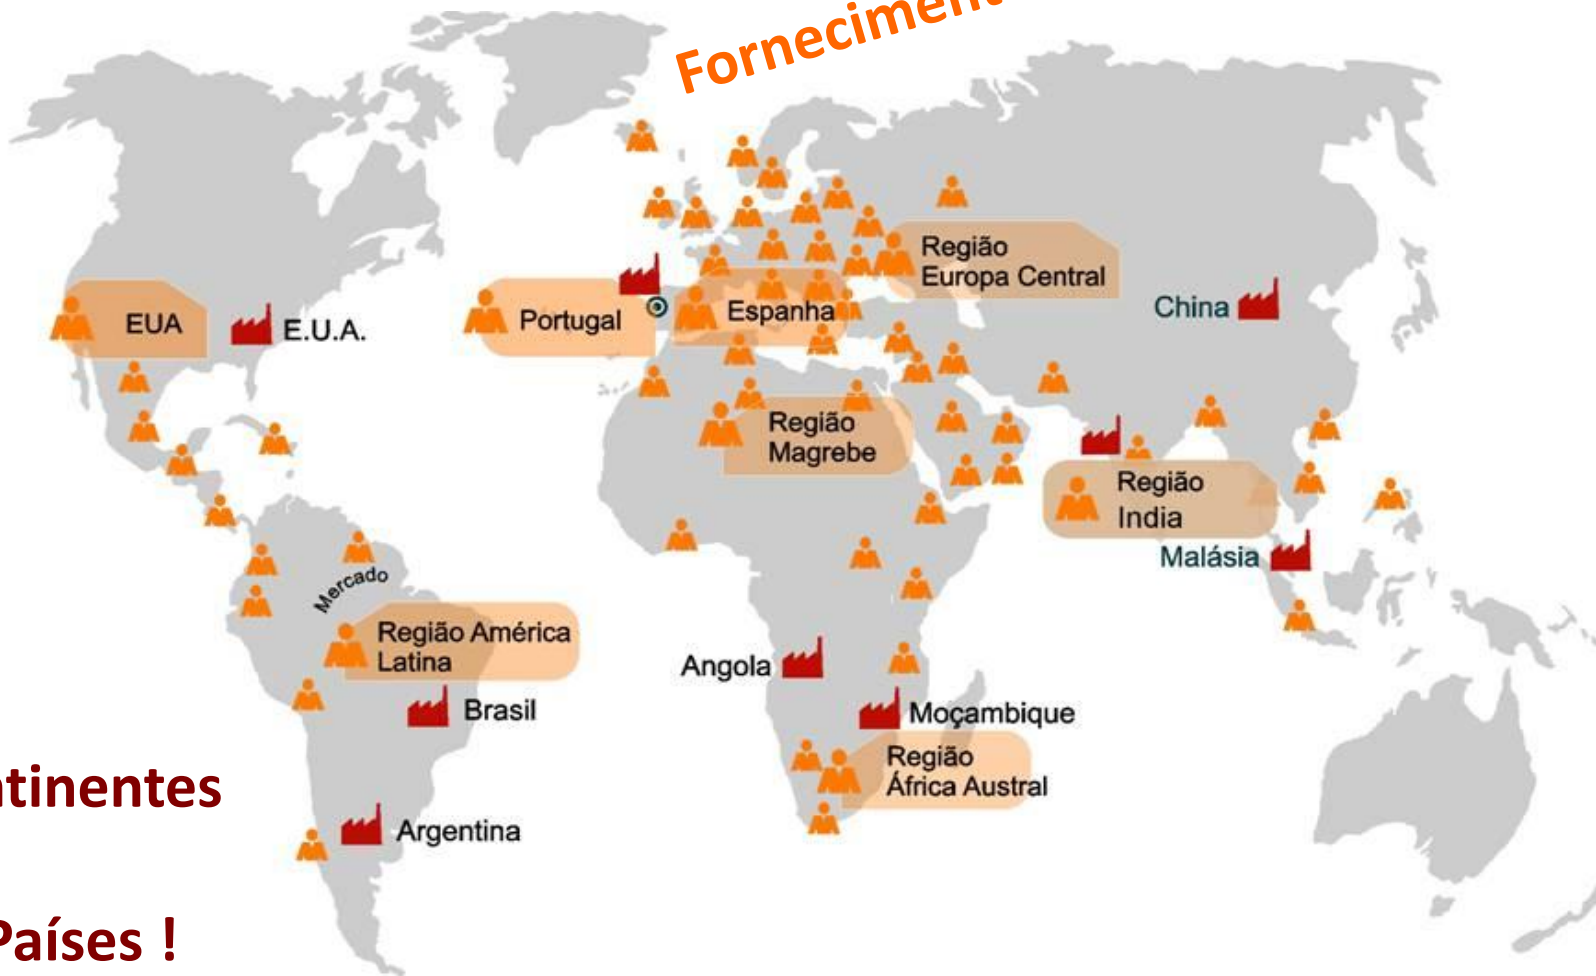 Fornecimen
Região
Europa Central
China
EUA
E.U.A.
Portugal
Espanha
Região
Magrebe
Região
India
Malásia
Mercado
Região América
Latina
Angola
Brasil
Moçambique
Região
África Austral
tinentes
Argentina
Países !